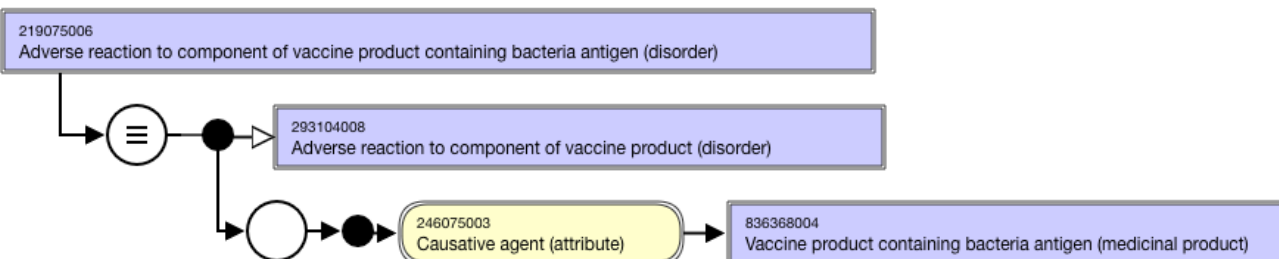 219075006
Adverse reaction to component of vaccine product containing bacteria antigen (disorder)
293104008
Adverse reaction to component of vaccine product (disorder)
246075003
Causative agent (attribute)
836368004
Vaccine product containing bacteria antigen (medicinal product)